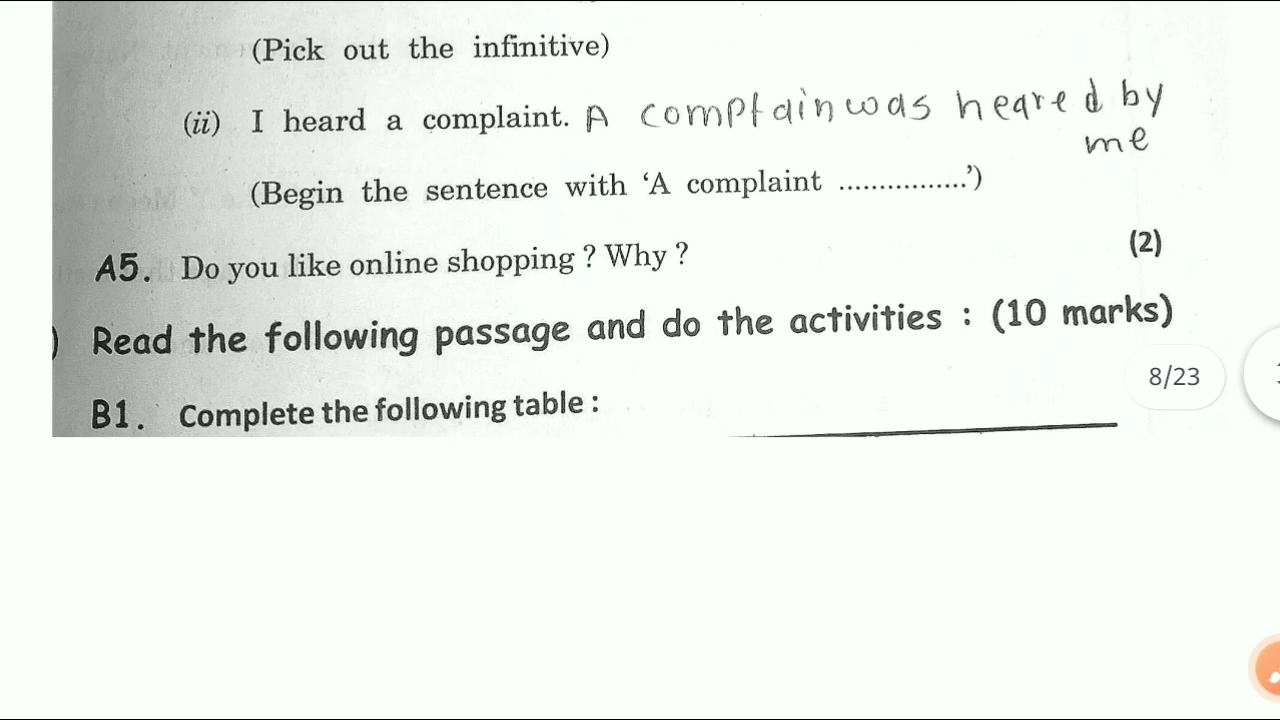 (Pick out the infinitive)
(ii) I heard a complaint. A comptain was heared by
me
(Begin the sentence with ‘A complaint ................’)
A5. Do you like online shopping ? Why ? (2)
) Read the following passage and do the activities : (10 marks)
8/23
B1. Complete the following table :